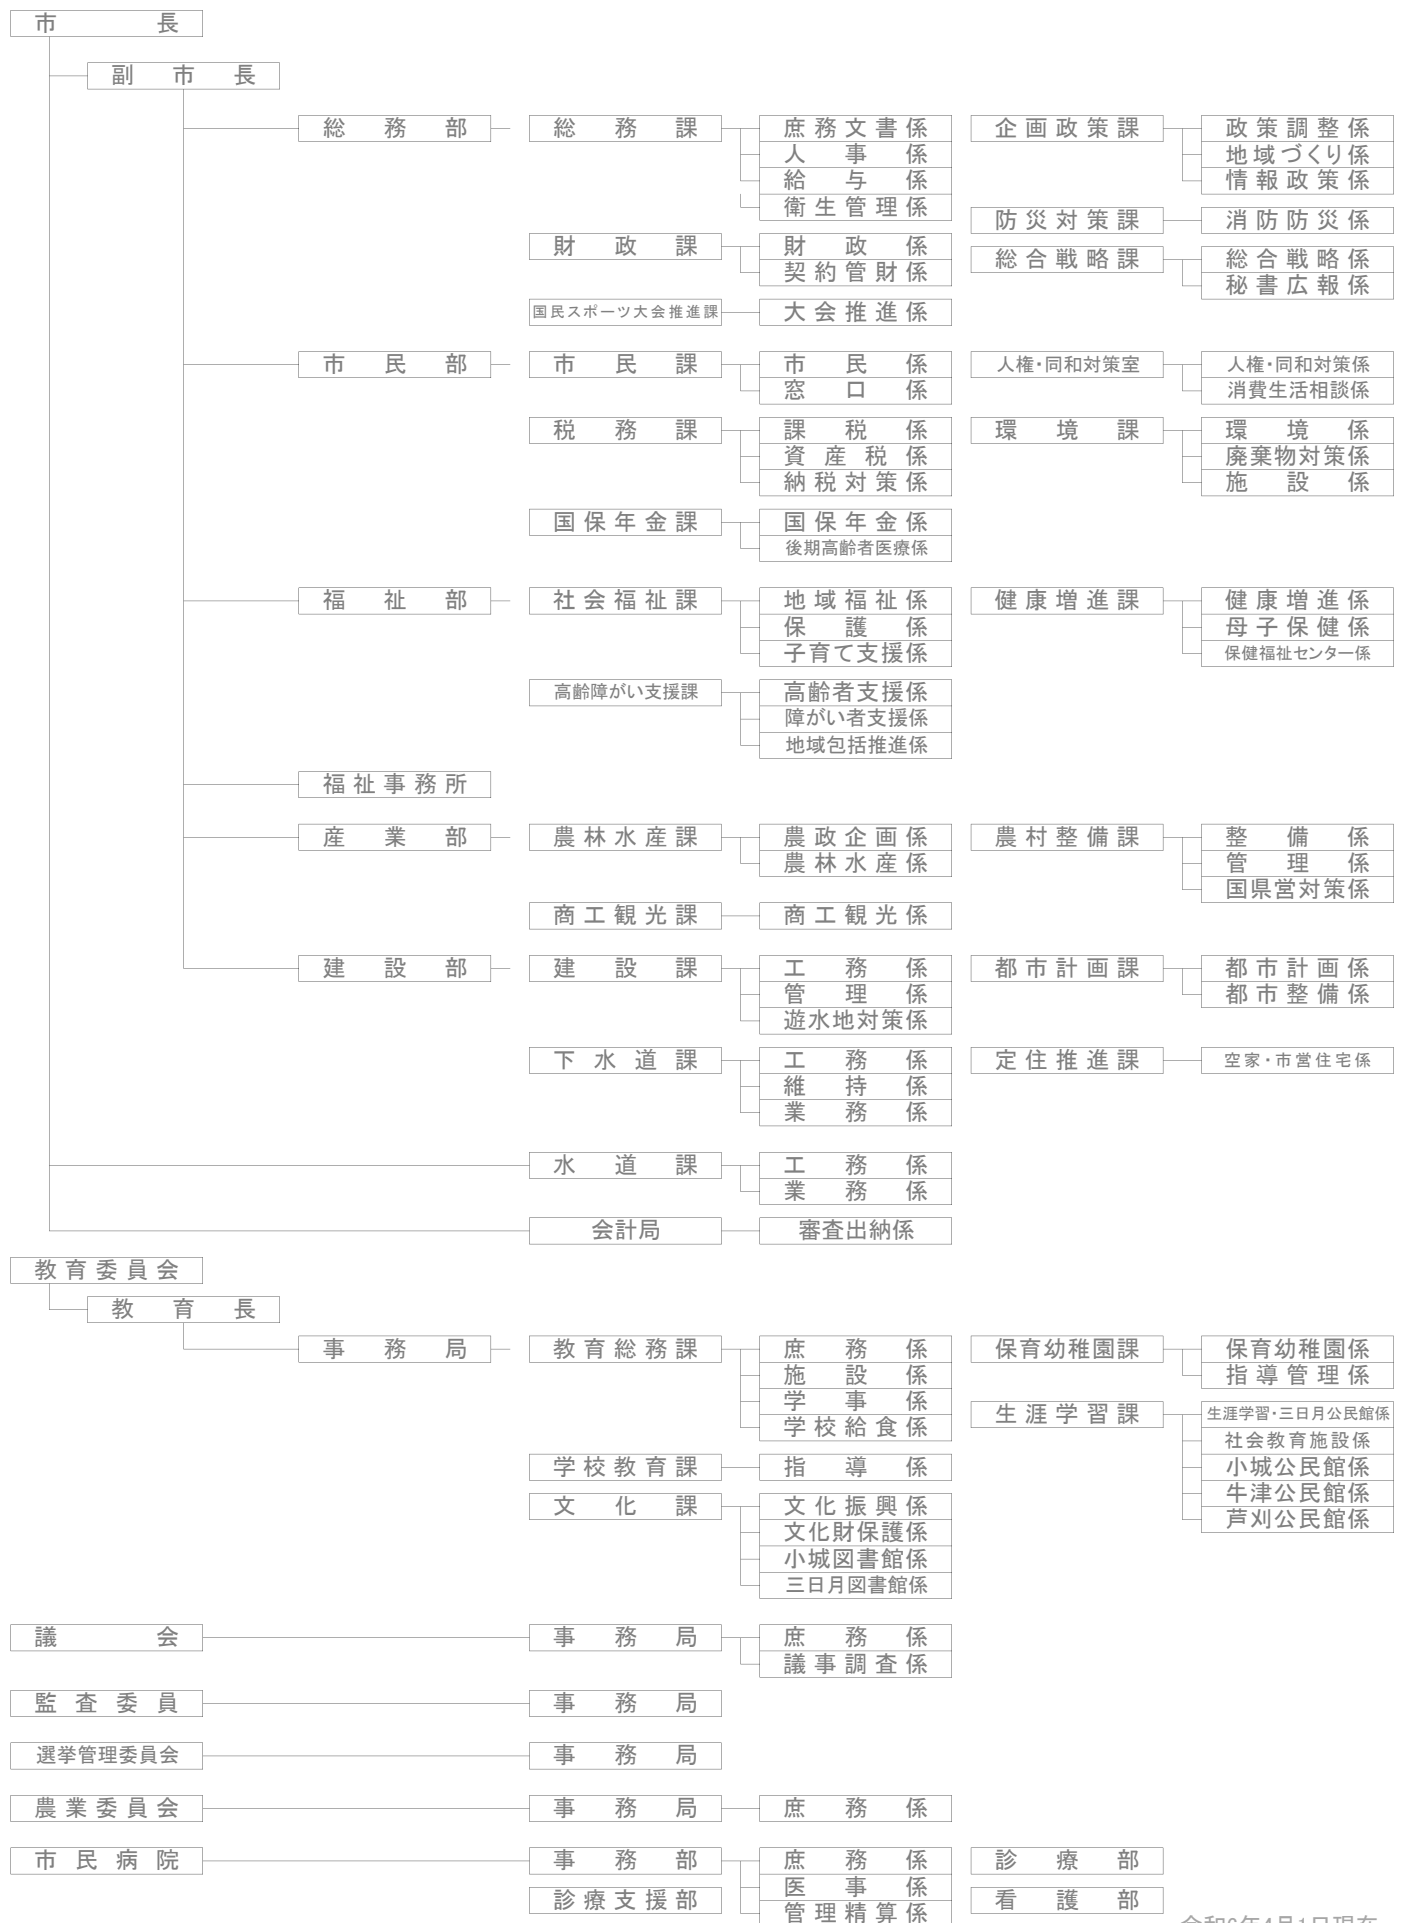 市長
副市長
総務部 総務課 庶務文書係 企画政策課 政策調整係
人事係 地域づくり係
給与係 情報政策係
衛生管理係
防災対策課 消防防災係
財政課 財政係
契約管財係
総合戦略課 総合戦略係
秘書広報係
国民スポーツ大会推進課 大会推進係
市民部 市民課 市民係 人権・同和対策室 人権・同和対策係
窓口係 消費生活相談係
税務課 課税係 環境課 環境係
資産税係 廃棄物対策係
納税対策係 施設係
国保年金課 国保年金係
後期高齢者医療係
福祉部 社会福祉課 地域福祉係 健康増進課 健康増進係
保護係 母子保健係
子育て支援係 保健福祉センター係
高齢障がい支援課 高齢者支援係
障がい者支援係
地域包括推進係
福祉事務所
産業部 農林水産課 農政企画係 農村整備課 整備係
農林水産係 管理係
国県営対策係
商工観光課 商工観光係
建設部 建設課 工務係 都市計画課 都市計画係
管理係 都市整備係
遊水地対策係
下水道課 工務係 定住推進課 空家・市営住宅係
維持係
業務係
水道課 工務係
業務係
会計局 審査出納係
教育委員会
教育長
事務局 教育総務課 庶務係 保育幼稚園課 保育幼稚園係
施設係 指導管理係
学事係
生涯学習課 生涯学習・三日月公民館係
学校給食係
社会教育施設係
学校教育課 指導係 小城公民館係
牛津公民館係
文化課 文化振興係 芦刈公民館係
文化財保護係
小城図書館係
三日月図書館係
議会 事務局 庶務係
議事調査係
監査委員 事務局
選挙管理委員会 事務局
農業委員会 事務局 庶務係
市民病院 事務部 庶務係 診療部
医事係
診療支援部 看護部
管理精算係
令和6年4月1日現在